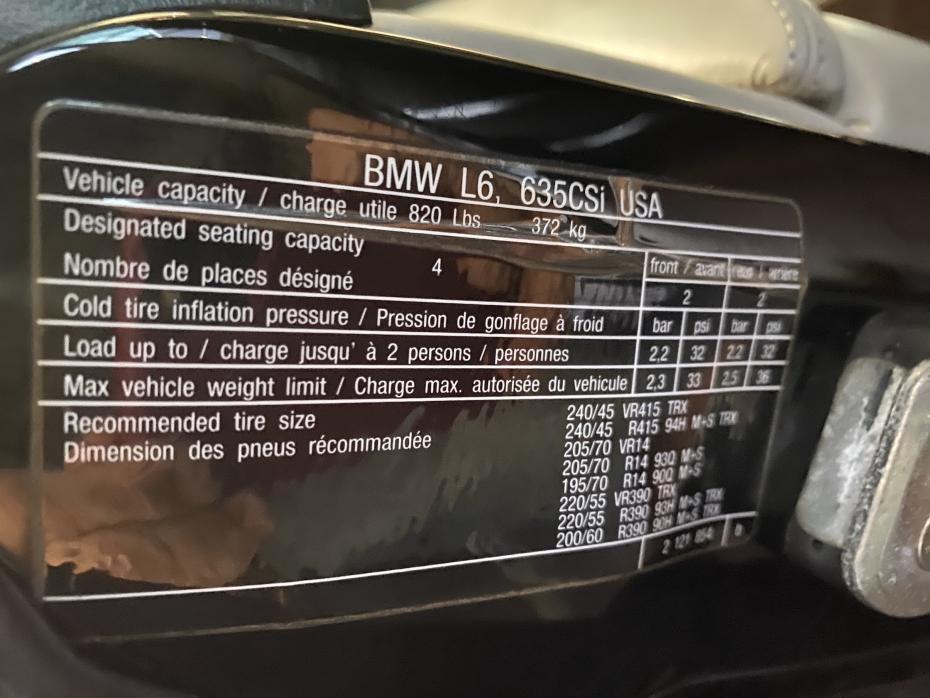 BMW L6, 635CSi USA
Vehicle capacity / charge utile 820 Lbs 372 kg
Designated seating capacity
Nombre de places désigné 4
front / avant rear / arrière
2 2
Cold tire inflation pressure / Pression de gonflage à froid bar psi bar psi
Load up to / charge jusqu' à 2 persons / personnes 2,2 32 2,2 32
Max vehicle weight limit / Charge max. autorisée du vehicule 2,3 33 2,5 36
Recommended tire size
Dimension des pneus récommandée
240/45 VR415 TRX
240/45 R415 94H M+S TRX
205/70 VR14
205/70 R14 93Q M+S
195/70 R14 90Q M+S
220/55 VR390 TRX
220/55 R390 93H M+S TRX
200/60 R390 90H M+S TRX
2 121